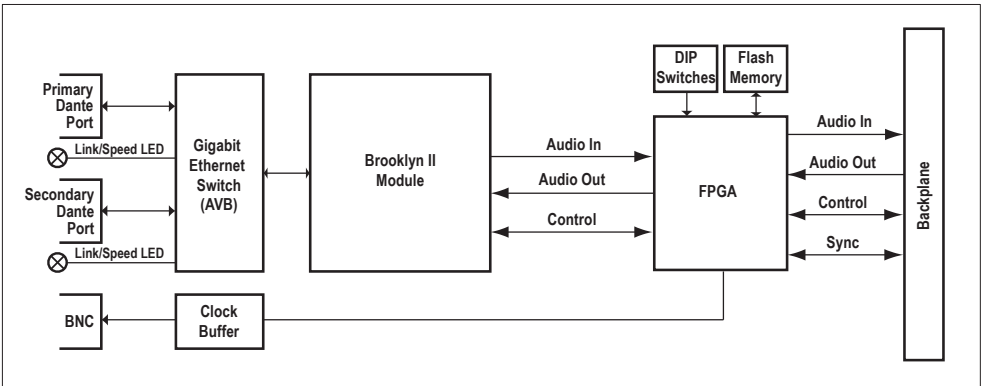 Primary
Dante
Port
Link/Speed LED
Secondary
Dante
Port
Link/Speed LED
BNC
Gigabit
Ethernet
Switch
(AVB)
Clock
Buffer
Brooklyn II
Module
Audio In
Audio Out
Control
DIP
Switches
Flash
Memory
FPGA
Audio In
Audio Out
Control
Sync
Backplane